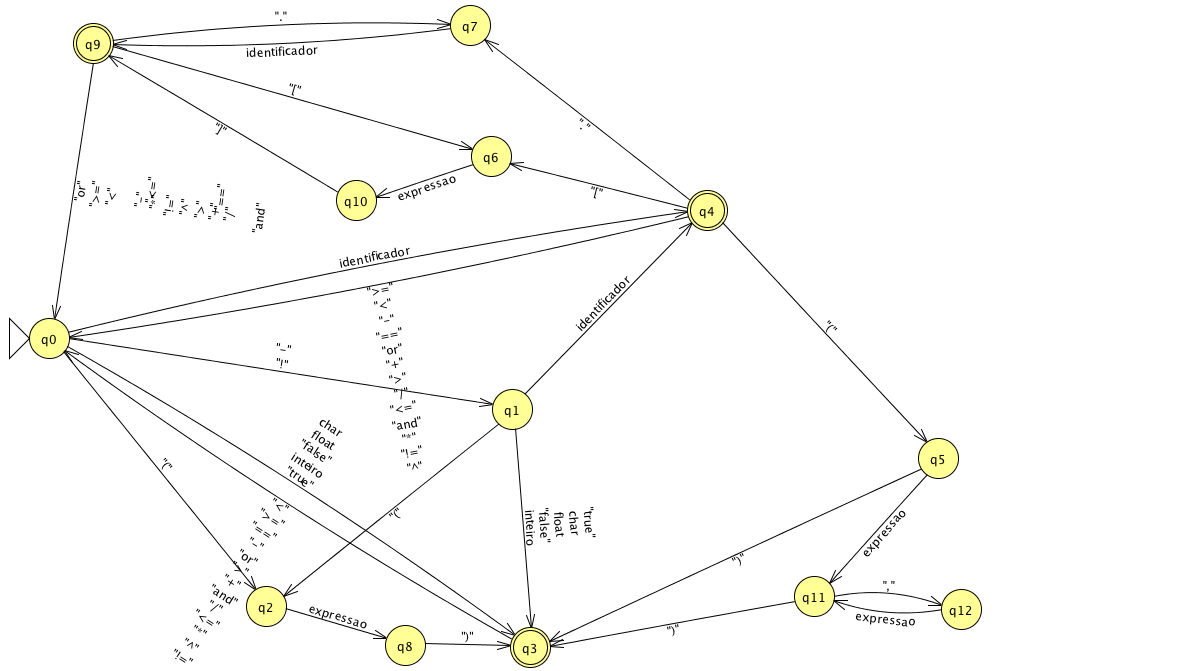 "."
q7
q9
identificador
"["
"]"
"."
q6
expressao
"["
q10
q4
"or"
">="
">"
"<="
"-"
"*"
"!="
"<"
"=="
"+"
"/"
"and"
identificador
">="
"<"
"-"
"=="
"or"
"+"
">"
"/"
"<="
"and"
"*"
"!="
"^"
identificador
"("
q0
"-"
"!"
q1
char
float
"false"
inteiro
"true"
"("
q5
"("
"true"
char
float
"false"
inteiro
")"
expressao
"<"
">="
"=="
"-"
"or"
">"
"+"
"and"
"/"
"<="
"*"
"^"
"!="
q2
expressao
q8
")"
q3
")"
q11
","
q12
expressao